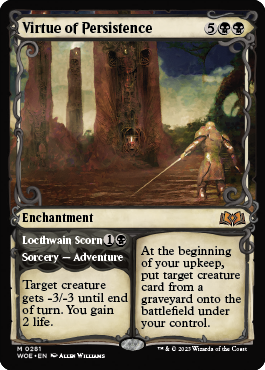 Virtue of Persistence 5
Enchantment
Locthwain Scorn 1
Sorcery — Adventure
Target creature
gets -3/-3 until end
of turn. You gain
2 life.
At the beginning
of your upkeep,
put target creature
card from a
graveyard onto the
battlefield under
your control.
M 0261
WOE • EN ALLEN WILLIAMS
™ & © 2023 Wizards of the Coast